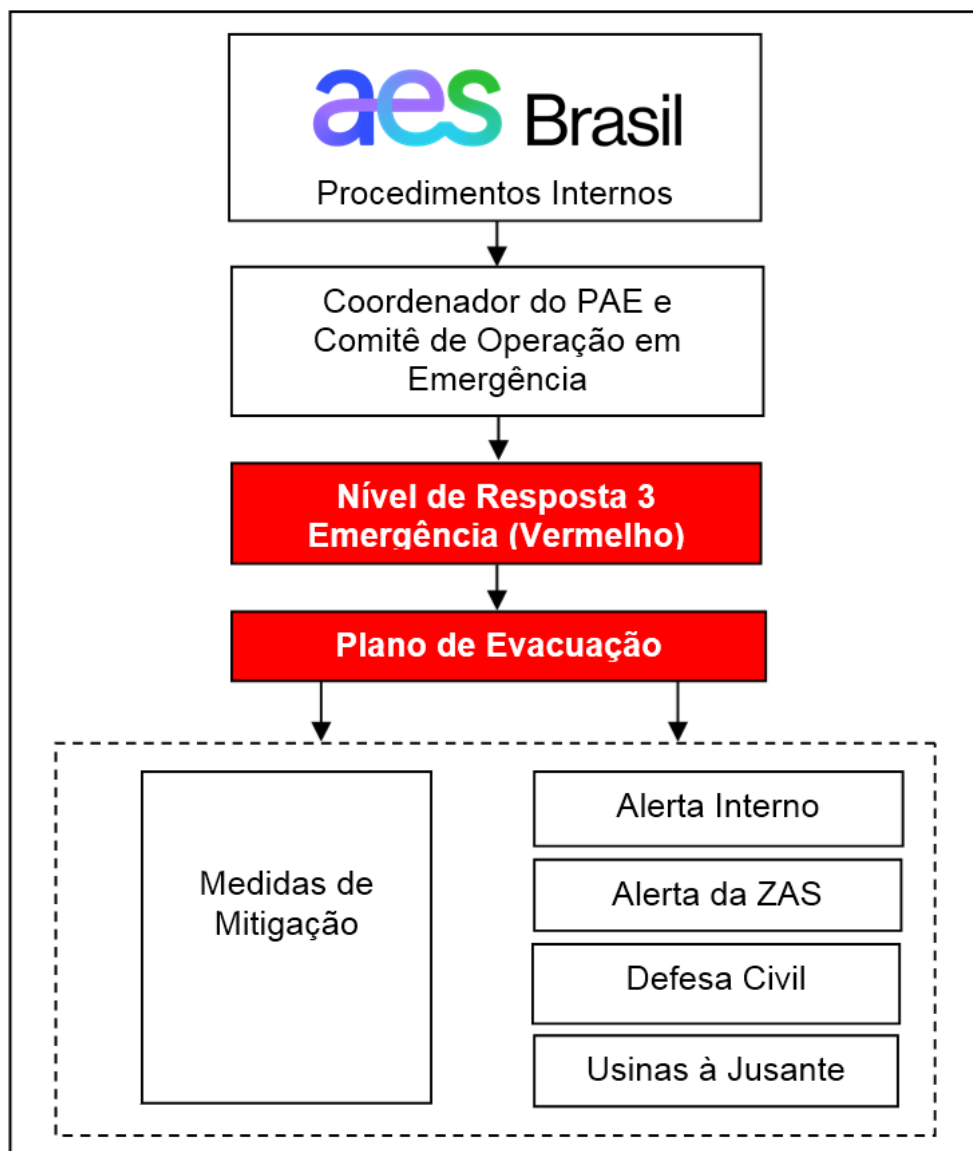 aes Brasil
Procedimentos Internos
Coordenador do PAE e
Comitê de Operação em
Emergência
Nível de Resposta 3
Emergência (Vermelho)
Plano de Evacuação
Medidas de
Mitigação
Alerta Interno
Alerta da ZAS
Defesa Civil
Usinas à Jusante